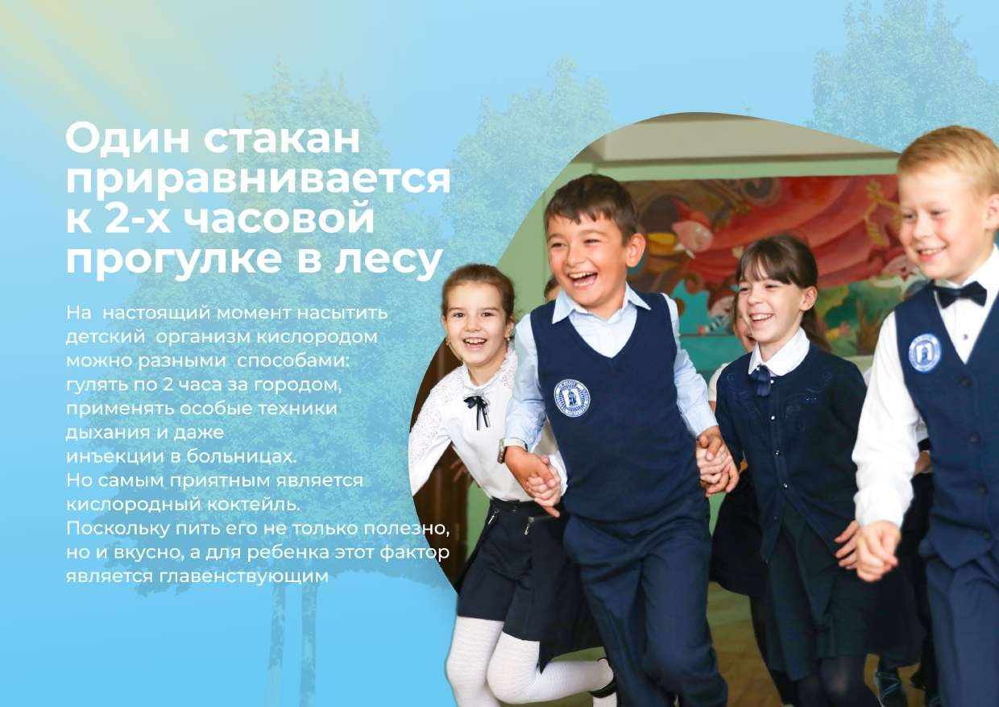 Один стакан
приравнивается
к 2-х часовой
прогулке в лесу
На  настоящий момент насытить
детский  организм кислородом
можно разными  способами:
гулять по 2 часа за городом,
применять особые техники
дыхания и даже
инъекции в больницах.
Но самым приятным является
кислородный коктейль.
Поскольку пить его не только полезно,
но и вкусно, а для ребенка этот фактор
является главенствующим